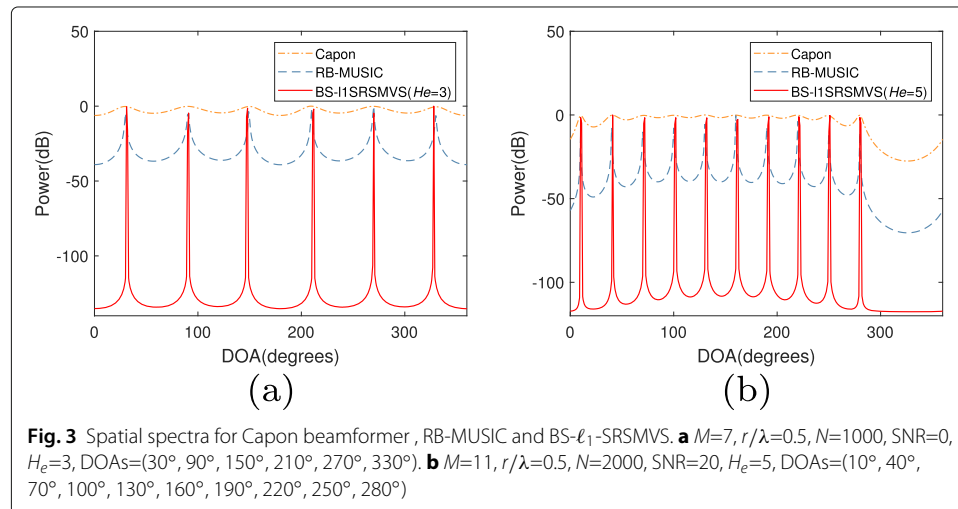 50
0
-50
-100
Power(dB)
0 100 200 300
DOA(degrees)
Capon
RB-MUSIC
BS-l1SRSMVS(He=3)
(a)
50
0
-50
-100
Power(dB)
0 100 200 300
DOA(degrees)
Capon
RB-MUSIC
BS-l1SRSMVS(He=5)
(b)
Fig. 3 Spatial spectra for Capon beamformer , RB-MUSIC and BS-ℓ₁-SRSMVS. a M=7, r/λ=0.5, N=1000, SNR=0,
Hₑ=3, DOAs=(30°, 90°, 150°, 210°, 270°, 330°). b M=11, r/λ=0.5, N=2000, SNR=20, Hₑ=5, DOAs=(10°, 40°,
70°, 100°, 130°, 160°, 190°, 220°, 250°, 280°)